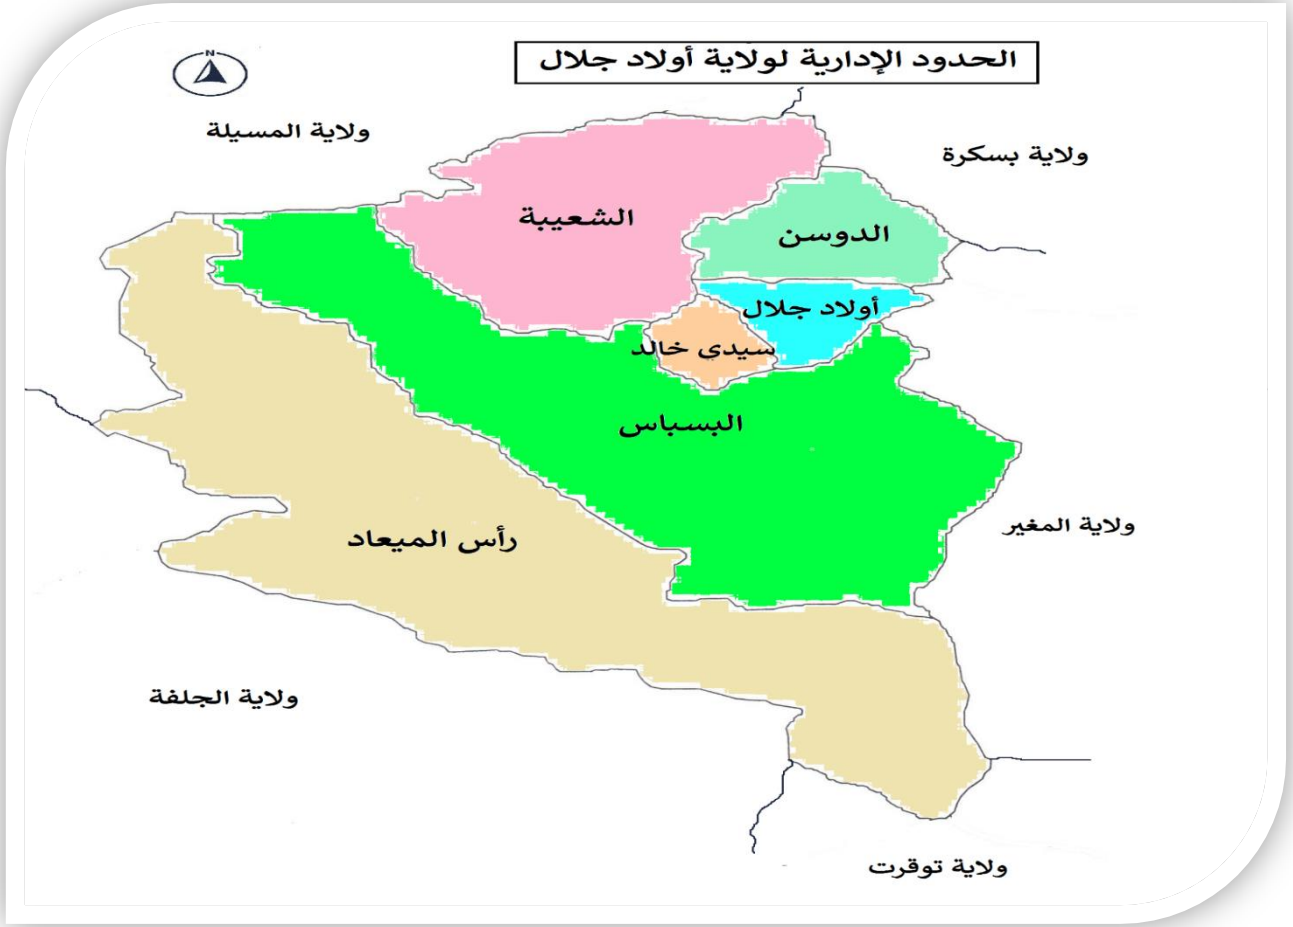 الحدود الإدارية لولاية أولاد جلال
N
ولاية المسيلة
ولاية بسكرة
الشعيبة
الدوسن
أولاد جلال
سيدي خالد
البسباس
ولاية المغير
رأس الميعاد
ولاية الجلفة
ولاية توقرت